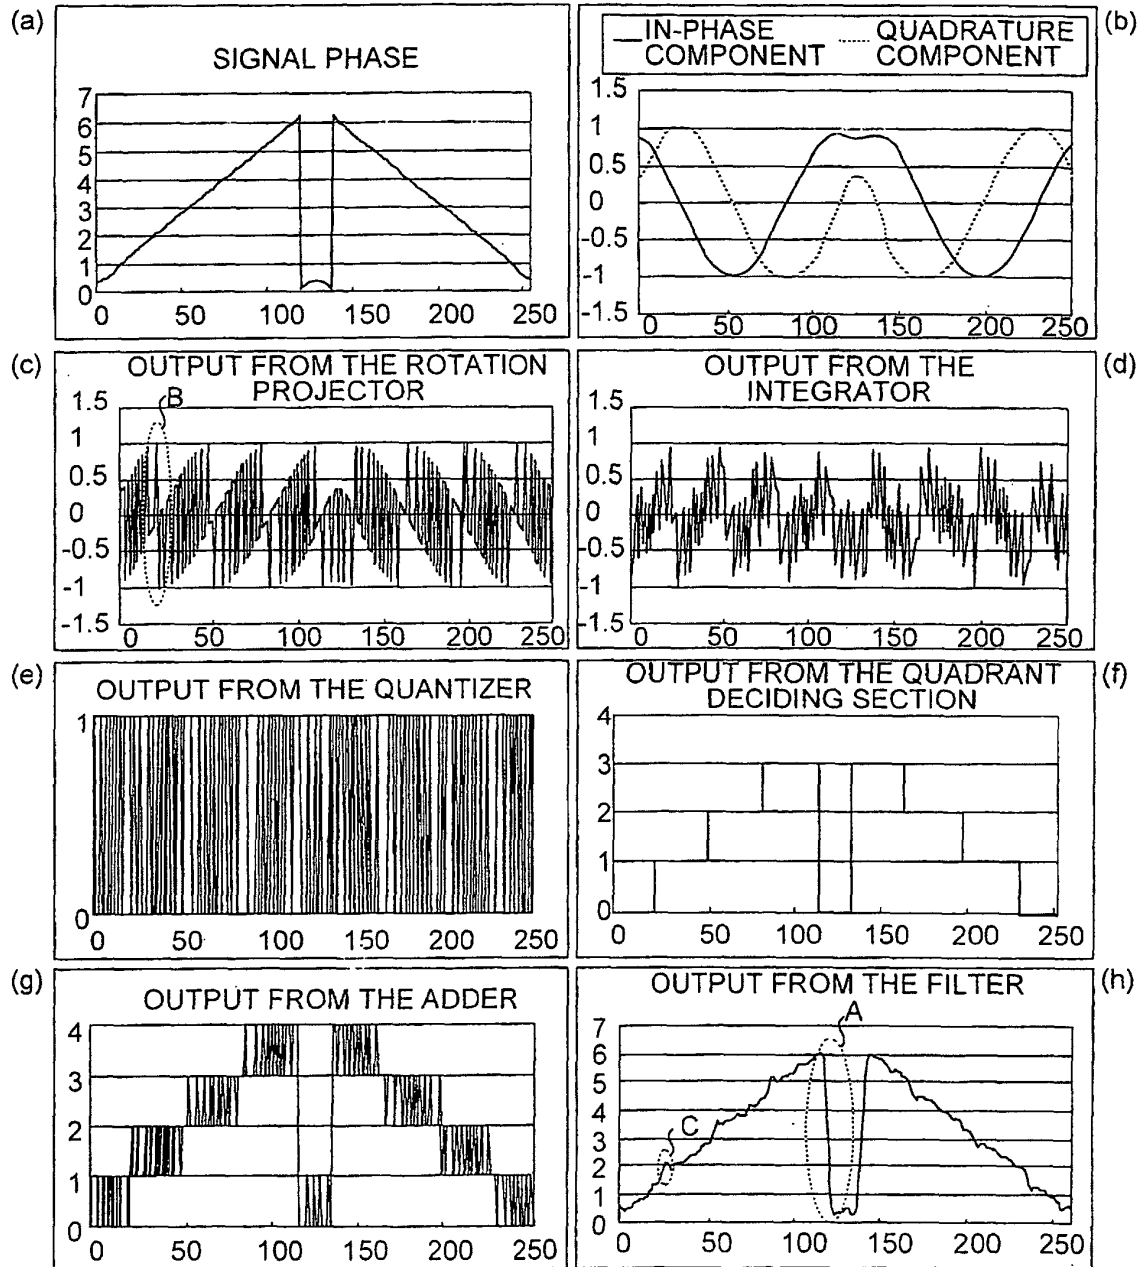 (a)
SIGNAL PHASE
7
6
5
4
3
2
1
0
0 50 100 150 200 250
(b)
IN-PHASE COMPONENT
QUADRATURE COMPONENT
1.5
1
0.5
0
-0.5
-1
-1.5
0 50 100 150 200 250
(c)
OUTPUT FROM THE ROTATION
PROJECTOR
B
1.5
1
0.5
0
-0.5
-1
-1.5
0 50 100 150 200 250
(d)
OUTPUT FROM THE
INTEGRATOR
1.5
1
0.5
0
-0.5
-1
-1.5
0 50 100 150 200 250
(e)
OUTPUT FROM THE QUANTIZER
1
0
0 50 100 150 200 250
(f)
OUTPUT FROM THE QUADRANT
DECIDING SECTION
4
3
2
1
0
0 50 100 150 200 250
(g)
OUTPUT FROM THE ADDER
4
3
2
1
0
0 50 100 150 200 250
(h)
OUTPUT FROM THE FILTER
A
C
7
6
5
4
3
2
1
0
0 50 100 150 200 250